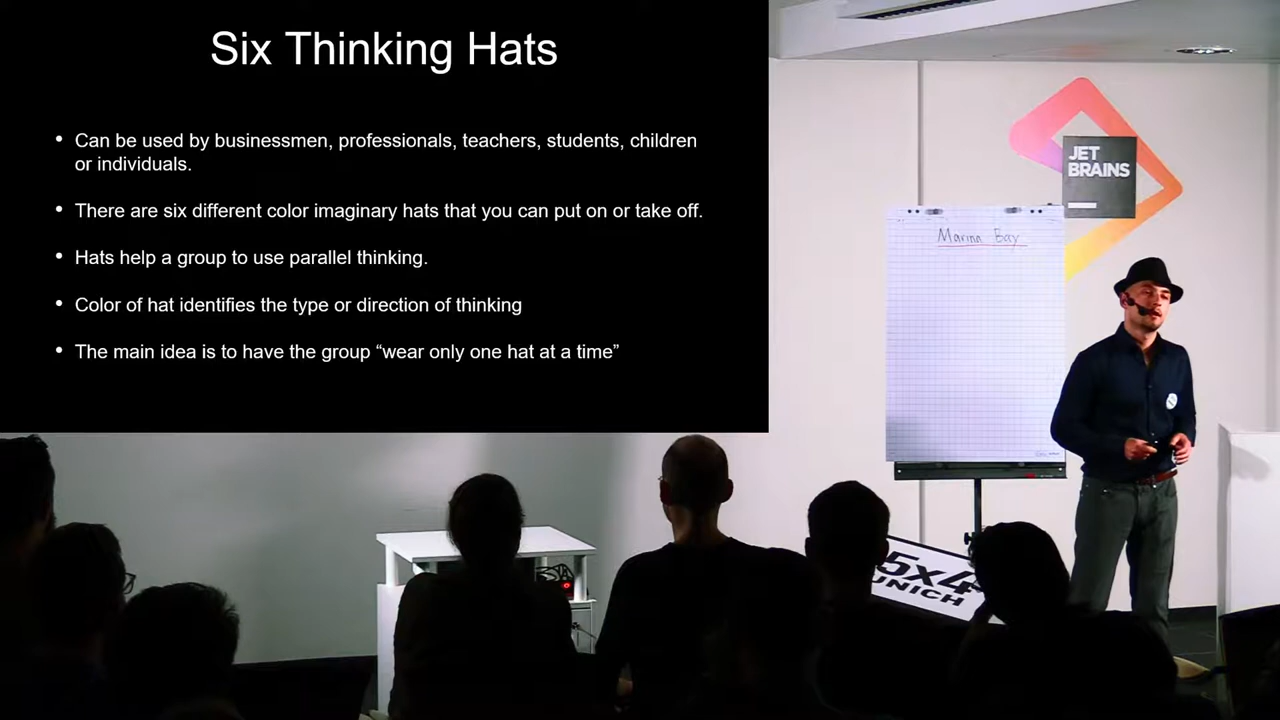 Six Thinking Hats
• Can be used by businessmen, professionals, teachers, students, children
or individuals.
• There are six different color imaginary hats that you can put on or take off.
• Hats help a group to use parallel thinking.
• Color of hat identifies the type or direction of thinking
• The main idea is to have the group “wear only one hat at a time”
JET
BRAINS
Marina Bay
5x4
UNICH